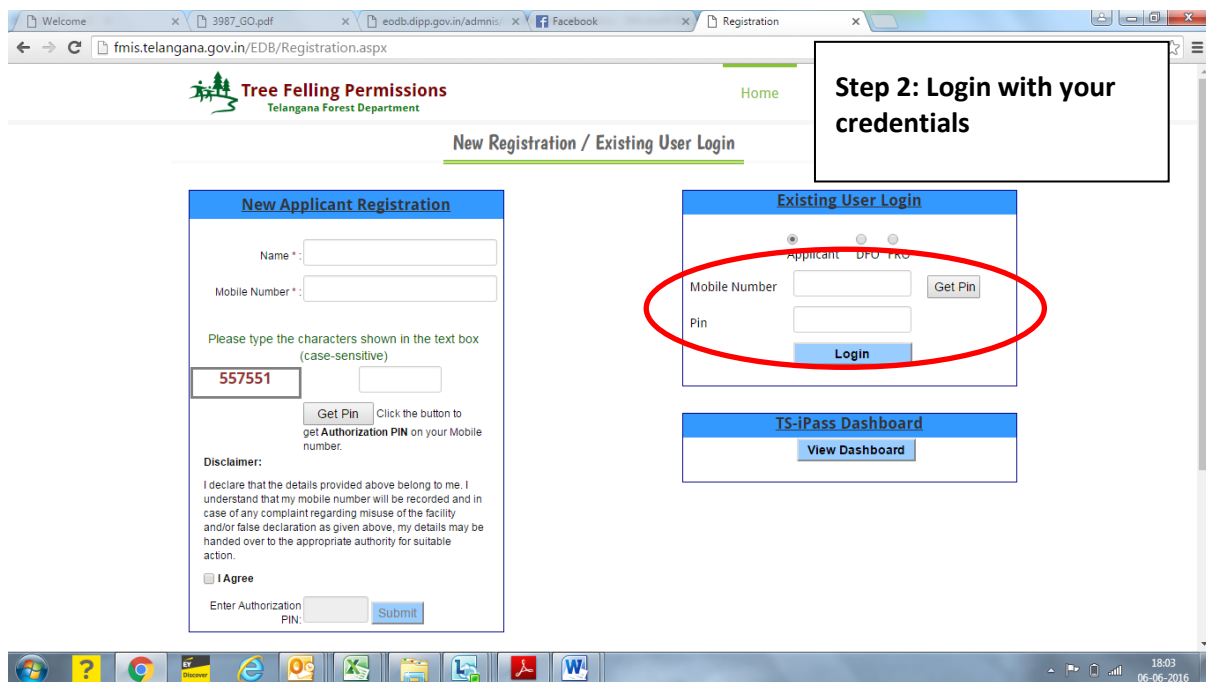 Welcome
3987_GO.pdf
eodb.dipp.gov.in/admnis/
Facebook
Registration
fmis.telangana.gov.in/EDB/Registration.aspx
Tree Felling Permissions
Telangana Forest Department
Home
Step 2: Login with your
credentials
New Registration / Existing User Login
New Applicant Registration
Name * :
Mobile Number * :
Please type the characters shown in the text box
(case-sensitive)
557551
Get Pin Click the button to
get Authorization PIN on your Mobile
number.
Disclaimer:
I declare that the details provided above belong to me. I
understand that my mobile number will be recorded and in
case of any complaint regarding misuse of the facility
and/or false declaration as given above, my details may be
handed over to the appropriate authority for suitable
action.
I Agree
Enter Authorization
PIN:
Submit
Existing User Login
Applicant DFO FRO
Mobile Number
Get Pin
Pin
Login
TS-iPass Dashboard
View Dashboard
EY
Discover
18:03
06-06-2016